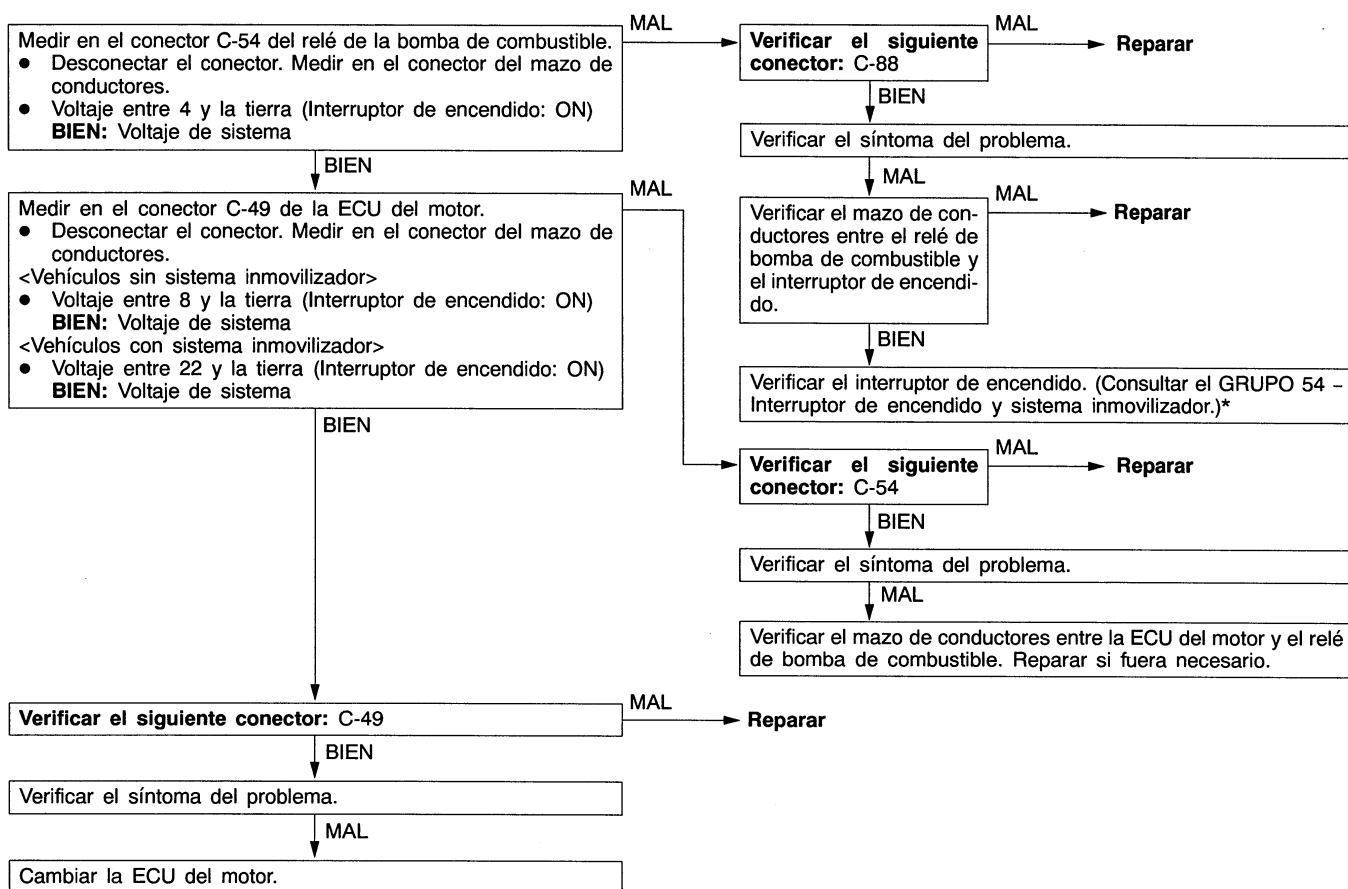 Medir en el conector C-54 del relé de la bomba de combustible.
● Desconectar el conector. Medir en el conector del mazo de
conductores.
● Voltaje entre 4 y la tierra (Interruptor de encendido: ON)
BIEN: Voltaje de sistema
MAL
Verificar el siguiente
conector: C-88
MAL
Reparar
BIEN
Verificar el síntoma del problema.
MAL
Verificar el mazo de con-
ductores entre el relé de
bomba de combustible y
el interruptor de encendi-
do.
MAL
Reparar
BIEN
Verificar el interruptor de encendido. (Consultar el GRUPO 54 –
Interruptor de encendido y sistema inmovilizador.)*
BIEN
Medir en el conector C-49 de la ECU del motor.
● Desconectar el conector. Medir en el conector del mazo de
conductores.
<Vehículos sin sistema inmovilizador>
● Voltaje entre 8 y la tierra (Interruptor de encendido: ON)
BIEN: Voltaje de sistema
<Vehículos con sistema inmovilizador>
● Voltaje entre 22 y la tierra (Interruptor de encendido: ON)
BIEN: Voltaje de sistema
MAL
Verificar el siguiente
conector: C-54
MAL
Reparar
BIEN
Verificar el síntoma del problema.
MAL
Verificar el mazo de conductores entre la ECU del motor y el relé
de bomba de combustible. Reparar si fuera necesario.
BIEN
Verificar el siguiente conector: C-49
MAL
Reparar
BIEN
Verificar el síntoma del problema.
MAL
Cambiar la ECU del motor.